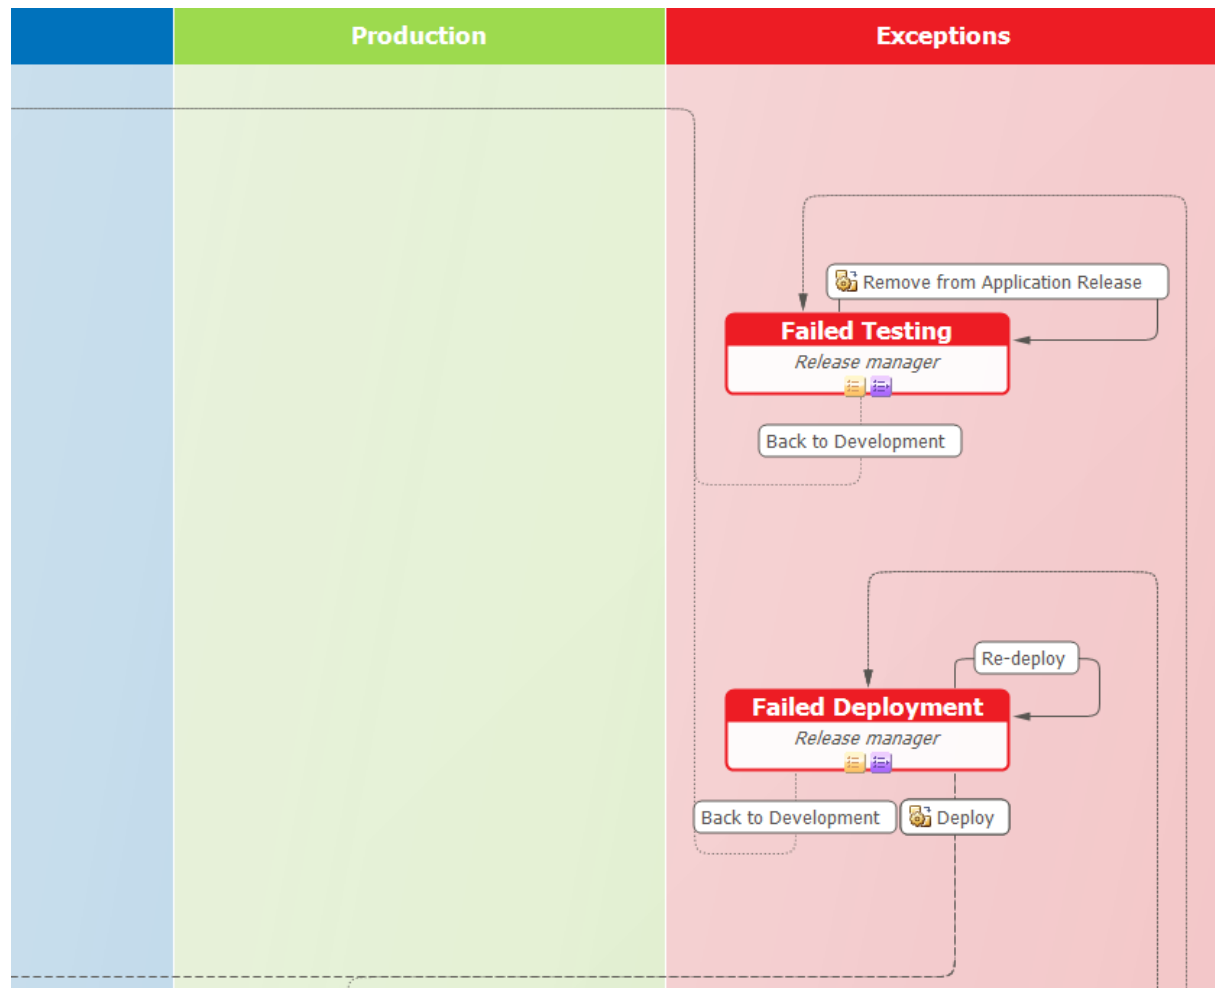 Production
Exceptions
Remove from Application Release
Failed Testing
Release manager
Back to Development
Re-deploy
Failed Deployment
Release manager
Back to Development
Deploy